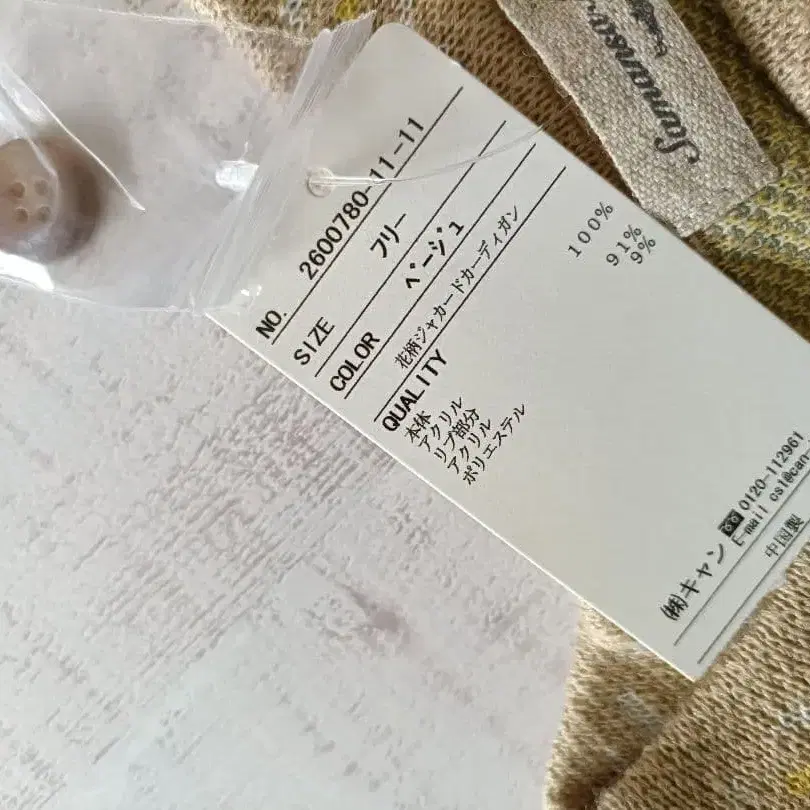 NO. 2600780-11-11
SIZE フリー
COLOR ベージュ
花柄ジャカードカーディガン
QUALITY
本体
アクリル 100%
リブ部分
アクリル 91%
ポリエステル 9%
㈱キャン 0120-112961
E-mail cs1@can-
中国製